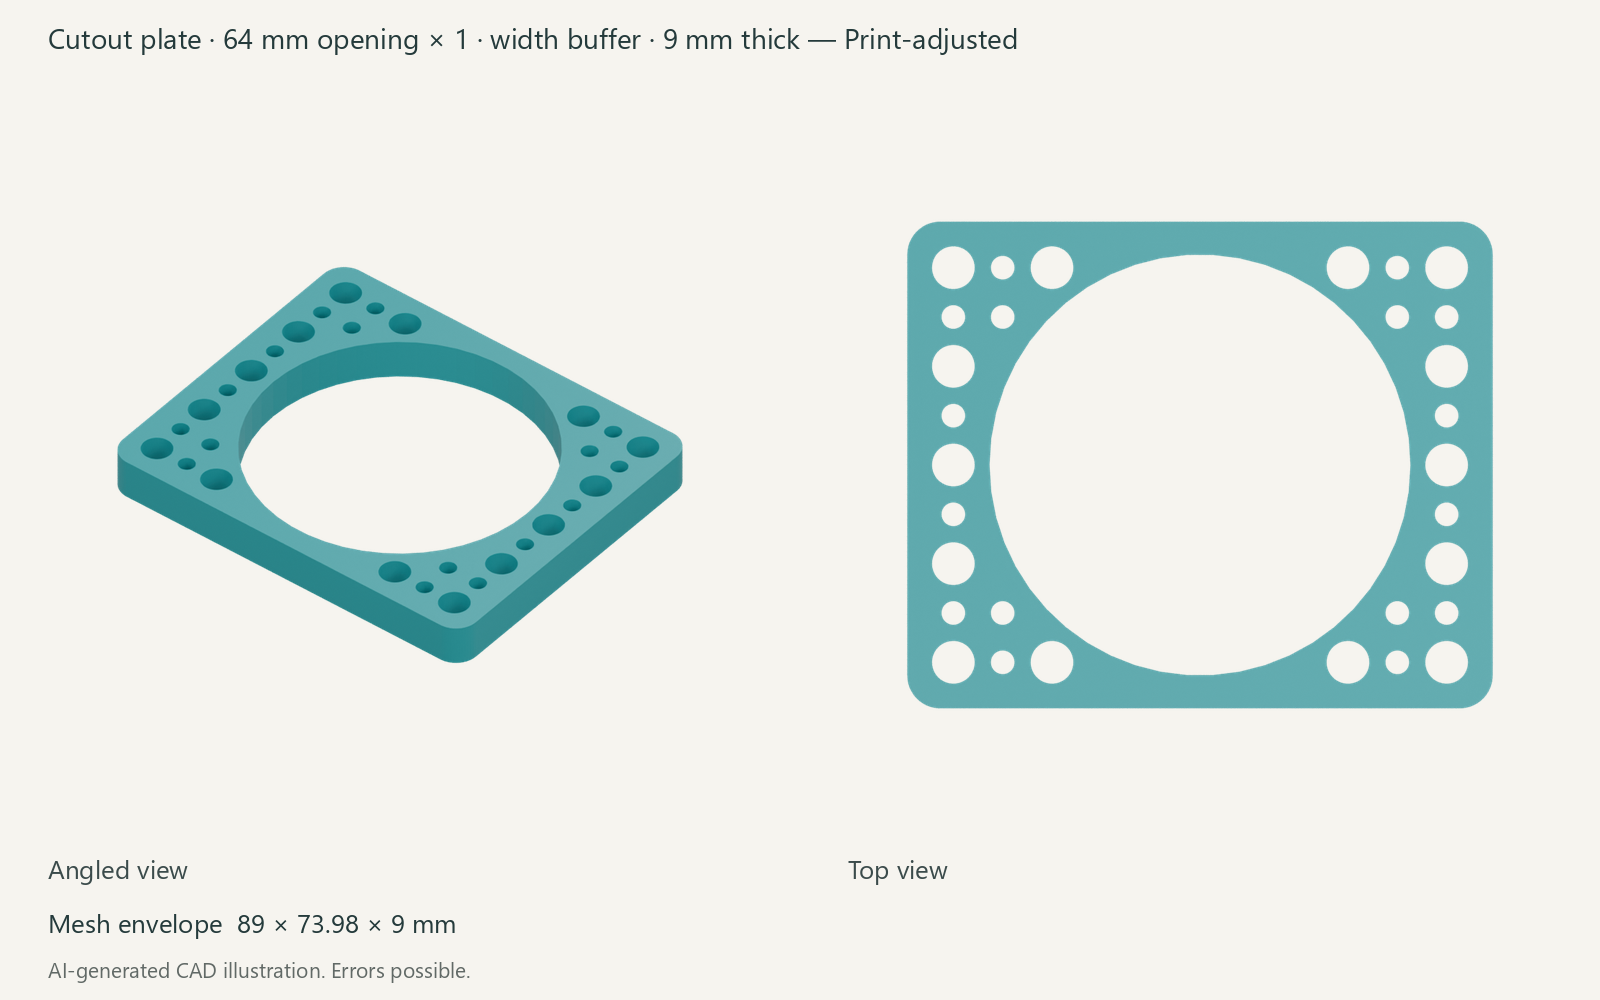 Cutout plate · 64 mm opening × 1 · width buffer · 9 mm thick — Print-adjusted
Angled view
Top view
Mesh envelope 89 × 73.98 × 9 mm
AI-generated CAD illustration. Errors possible.